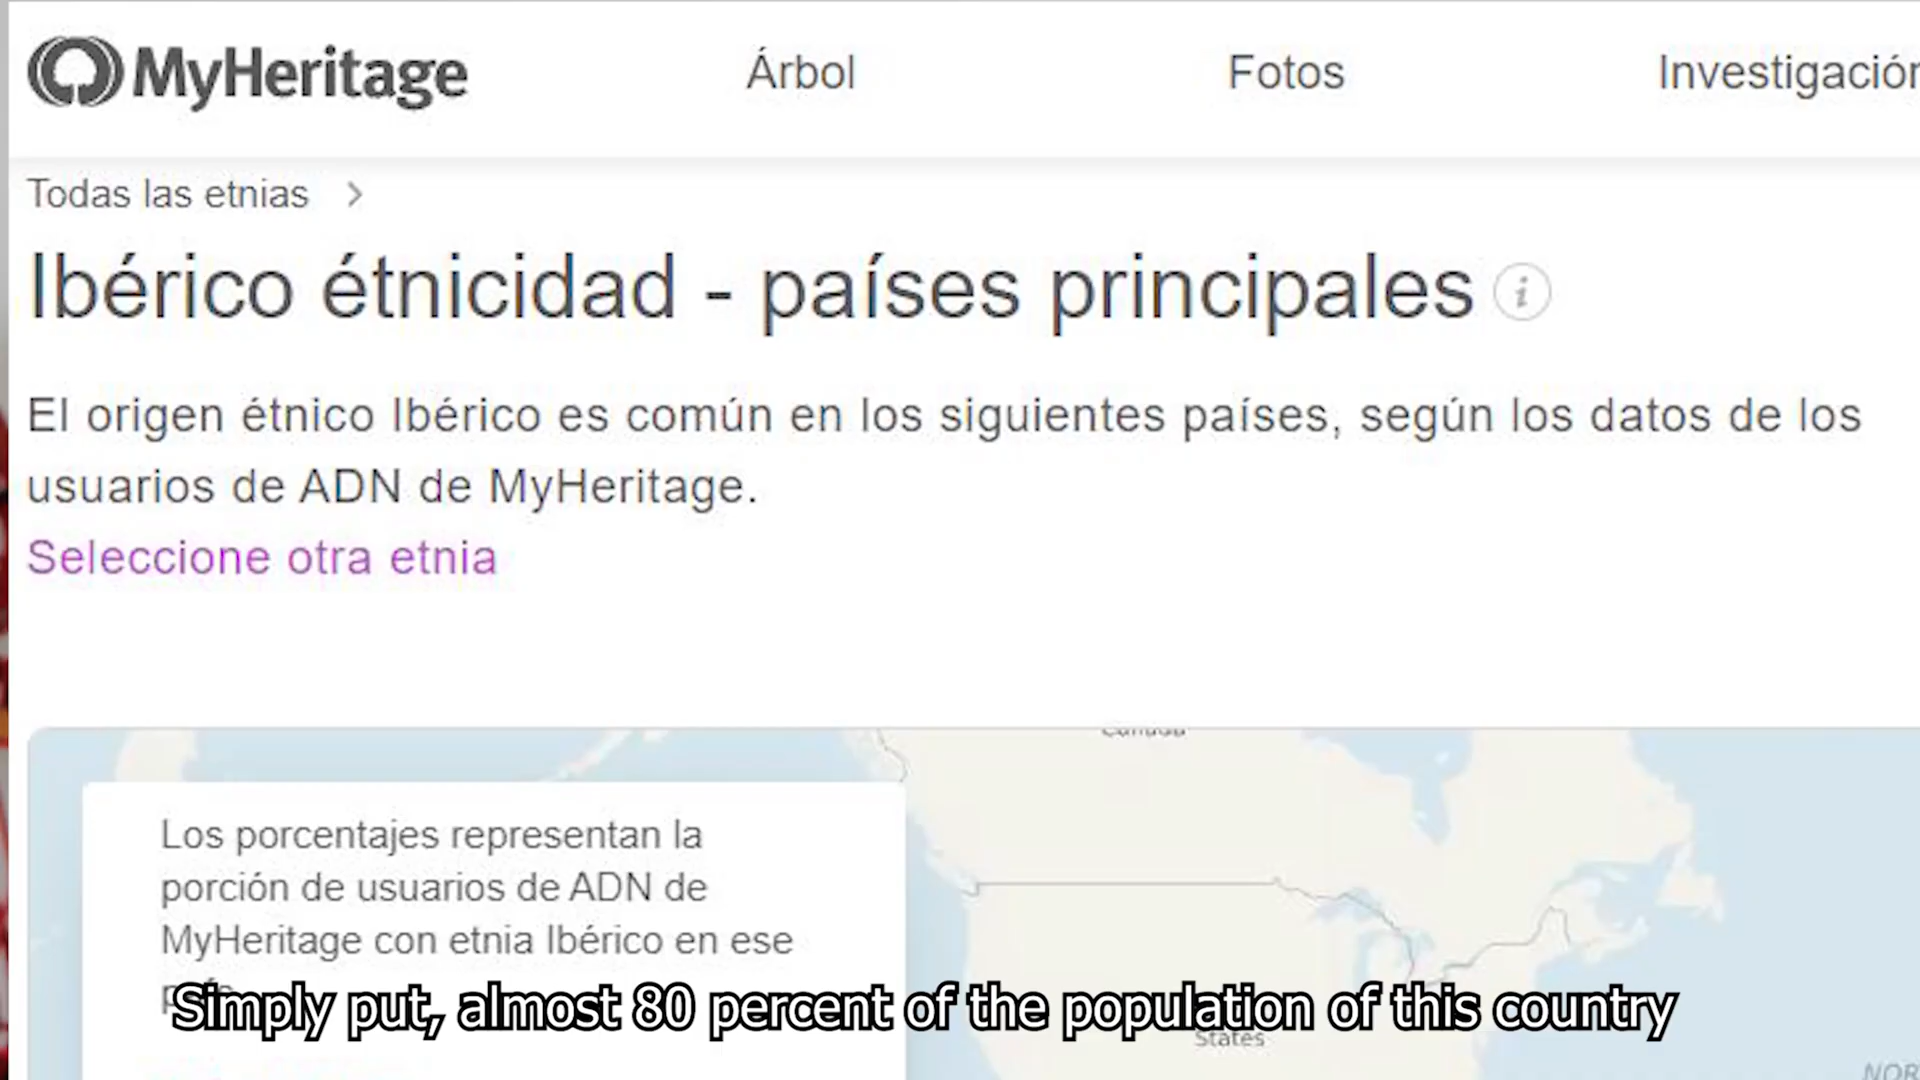 MyHeritage
Árbol
Fotos
Investigación
Todas las etnias >
Ibérico étnicidad - países principales i
El origen étnico Ibérico es común en los siguientes países, según los datos de los
usuarios de ADN de MyHeritage.
Seleccione otra etnia
Canada
Los porcentajes representan la
porción de usuarios de ADN de
MyHeritage con etnia Ibérico en ese
Simply put, almost 80 percent of the population of this country
States
NOR